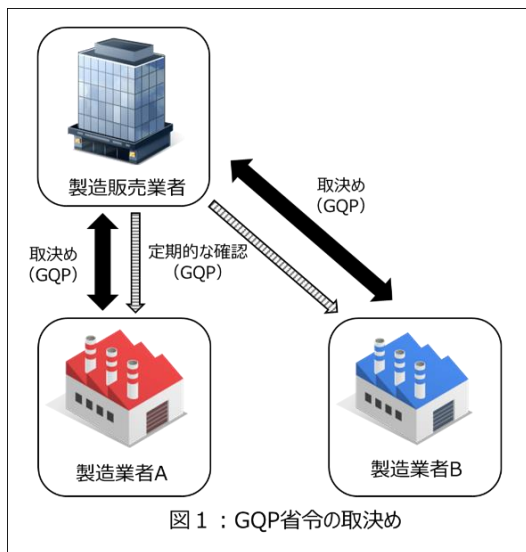 製造販売業者
取決め
（GQP）
取決め
（GQP）
定期的な確認
（GQP）
製造業者A
製造業者B
図１：GQP省令の取決め